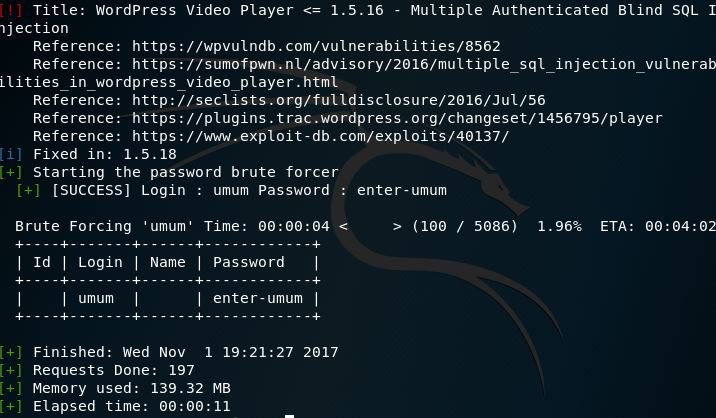 [!] Title: WordPress Video Player <= 1.5.16 - Multiple Authenticated Blind SQL I
njection
    Reference: https://wpvulndb.com/vulnerabilities/8562
    Reference: https://sumofpwn.nl/advisory/2016/multiple_sql_injection_vulnerab
ilities_in_wordpress_video_player.html
    Reference: http://seclists.org/fulldisclosure/2016/Jul/56
    Reference: https://plugins.trac.wordpress.org/changeset/1456795/player
    Reference: https://www.exploit-db.com/exploits/40137/
[i] Fixed in: 1.5.18
[+] Starting the password brute forcer
  [+] [SUCCESS] Login : umum Password : enter-umum

  Brute Forcing 'umum' Time: 00:00:04 <     > (100 / 5086)  1.96%  ETA: 00:04:02
  +----+-------+------+------------+
  | Id | Login | Name | Password   |
  +----+-------+------+------------+
  |    | umum  |      | enter-umum |
  +----+-------+------+------------+

[+] Finished: Wed Nov  1 19:21:27 2017
[+] Requests Done: 197
[+] Memory used: 139.32 MB
[+] Elapsed time: 00:00:11